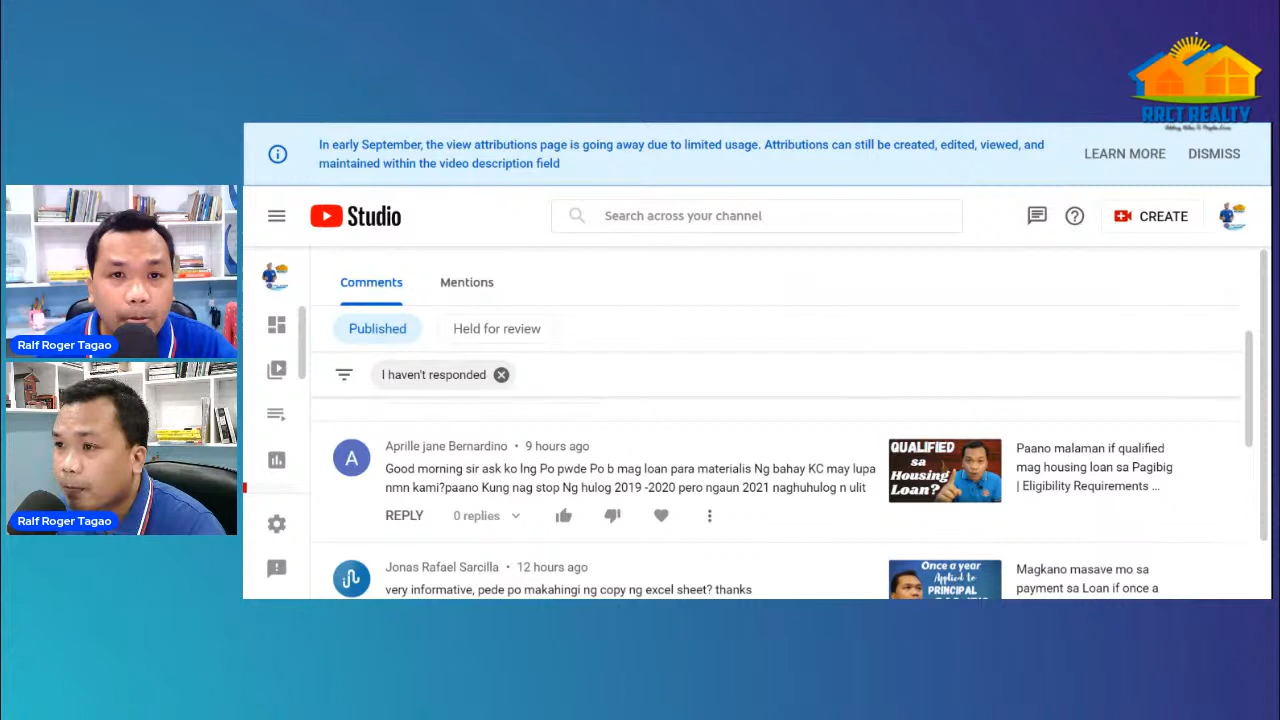 RRCT REALTY
In early September, the view attributions page is going away due to limited usage. Attributions can still be created, edited, viewed, and
maintained within the video description field
LEARN MORE
DISMISS
Studio
Search across your channel
CREATE
Comments
Mentions
Published
Held for review
I haven't responded
Aprille jane Bernardino • 9 hours ago
Good morning sir ask ko lng Po pwde Po b mag loan para materialis Ng bahay KC may lupa
nmn kami?paano Kung nag stop Ng hulog 2019 -2020 pero ngaun 2021 naghuhulog n ulit
REPLY
0 replies
QUALIFIED
sa
Housing
Loan?
Paano malaman if qualified
mag housing loan sa Pagibig
| Eligibility Requirements ...
Jonas Rafael Sarcilla • 12 hours ago
very informative, pede po makahingi ng copy ng excel sheet? thanks
Once a year
Applied to
PRINCIPAL
Magkano masave mo sa
payment sa Loan if once a
Ralf Roger Tagao
Ralf Roger Tagao
A